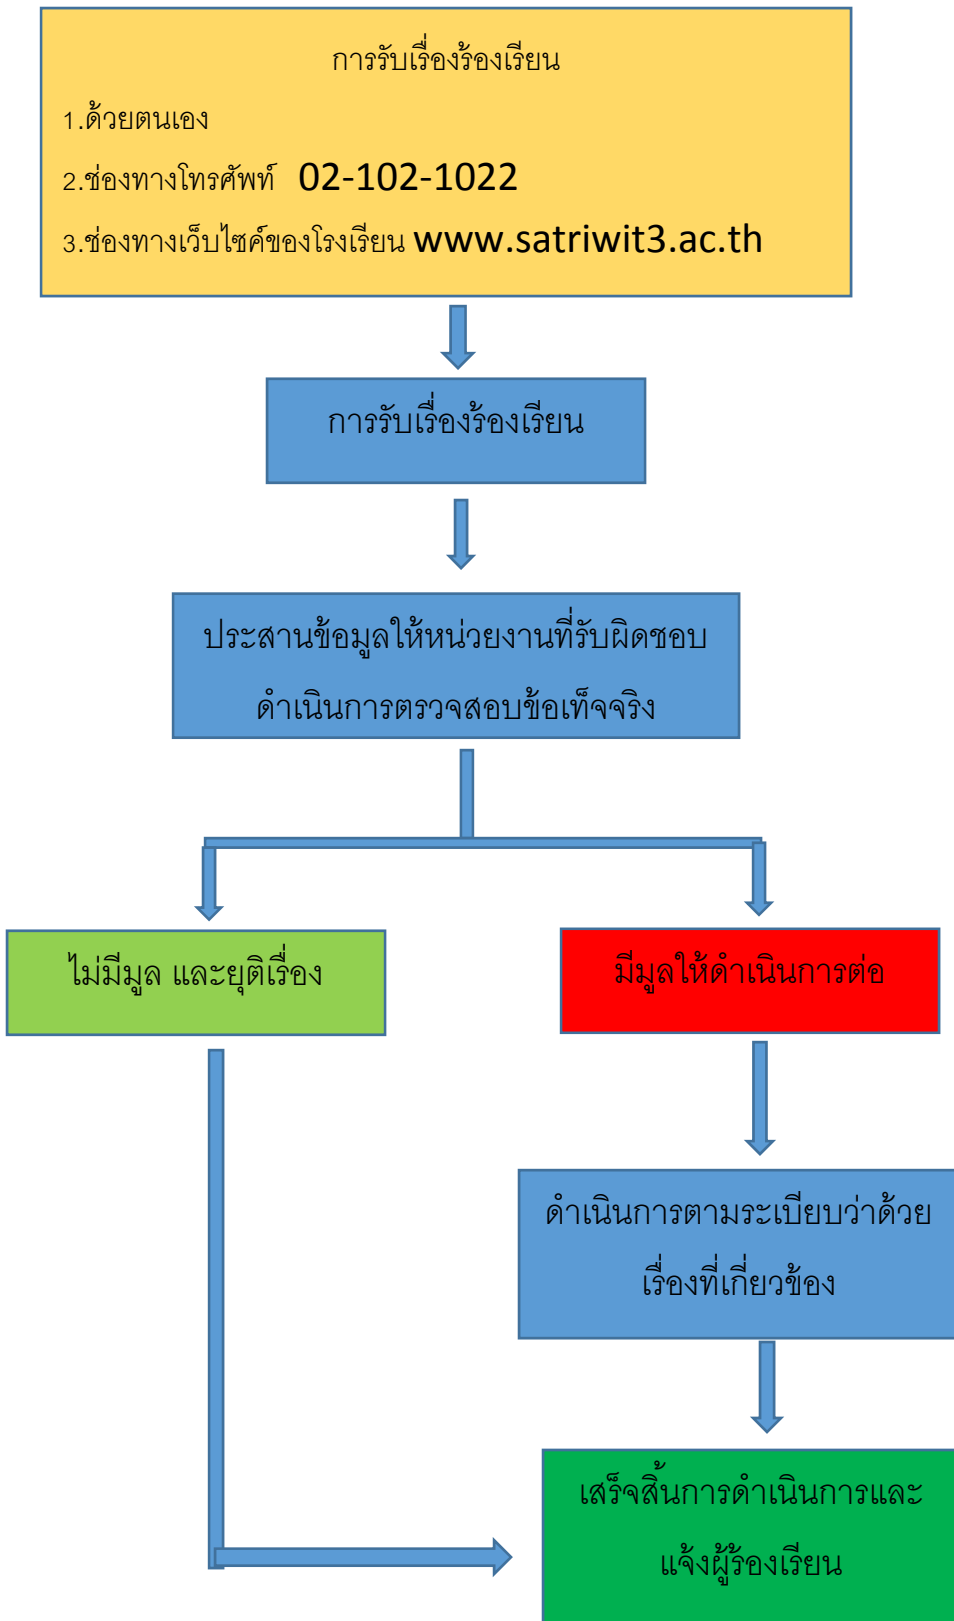 การรับเรื่องร้องเรียน
1.ด้วยตนเอง
2.ช่องทางโทรศัพท์ 02-102-1022
3.ช่องทางเว็บไซค์ของโรงเรียน www.satriwit3.ac.th
การรับเรื่องร้องเรียน
ประสานข้อมูลให้หน่วยงานที่รับผิดชอบ
ดำเนินการตรวจสอบข้อเท็จจริง
ไม่มีมูล และยุติเรื่อง
มีมูลให้ดำเนินการต่อ
ดำเนินการตามระเบียบว่าด้วย
เรื่องที่เกี่ยวข้อง
เสร็จสิ้นการดำเนินการและ
แจ้งผู้ร้องเรียน